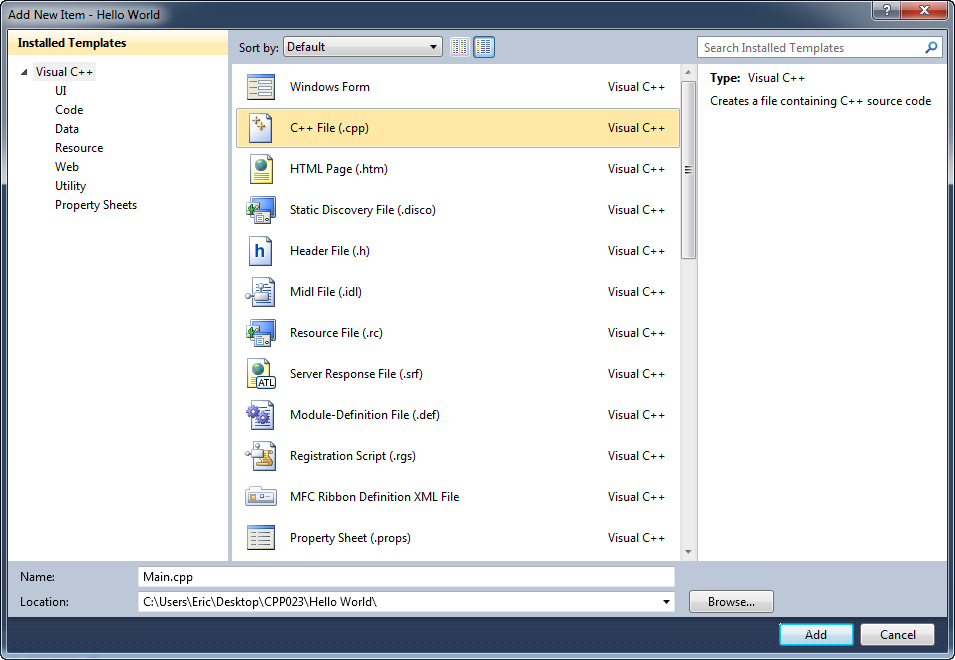 Add New Item - Hello World
?
Installed Templates
Visual C++
UI
Code
Data
Resource
Web
Utility
Property Sheets
Sort by: Default
Windows Form Visual C++
C++ File (.cpp) Visual C++
HTML Page (.htm) Visual C++
Static Discovery File (.disco) Visual C++
h Header File (.h) Visual C++
Midl File (.idl) Visual C++
Resource File (.rc) Visual C++
ATL Server Response File (.srf) Visual C++
Module-Definition File (.def) Visual C++
Registration Script (.rgs) Visual C++
MFC Ribbon Definition XML File Visual C++
Property Sheet (.props) Visual C++
Search Installed Templates
Type: Visual C++
Creates a file containing C++ source code
Name: Main.cpp
Location: C:\Users\Eric\Desktop\CPP023\Hello World\ Browse...
Add Cancel